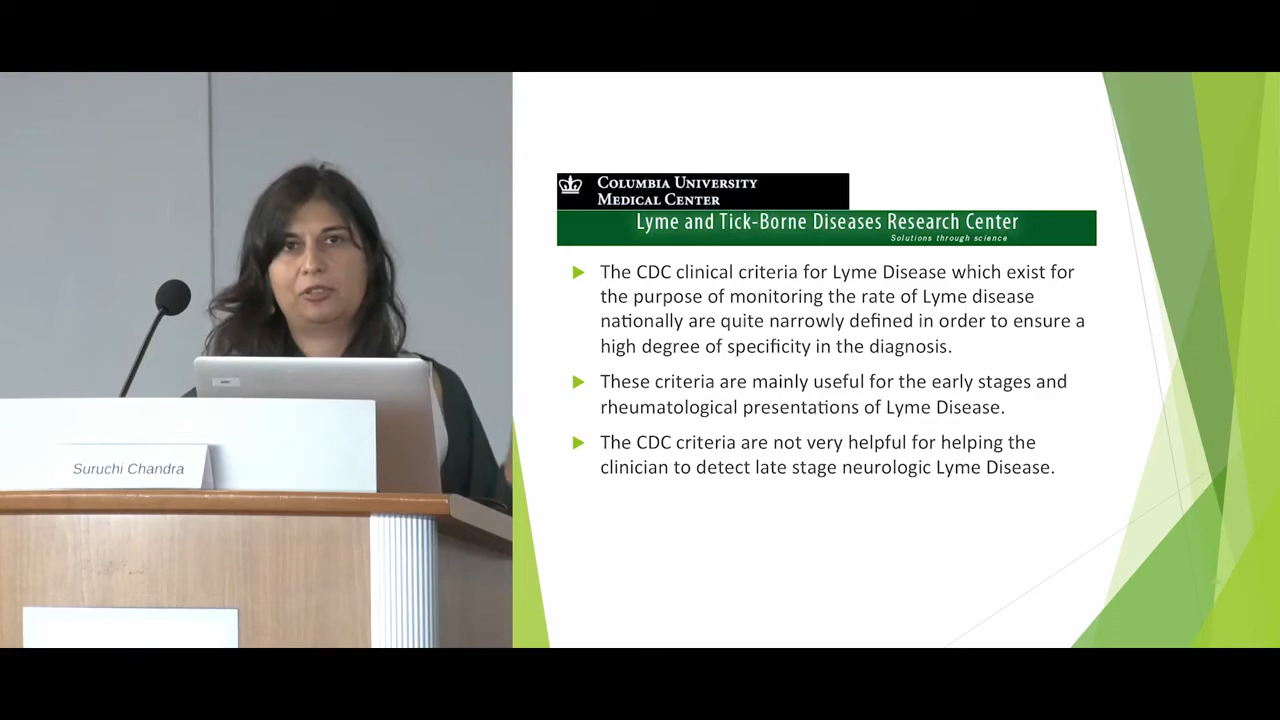 Suruchi Chandra
COLUMBIA UNIVERSITY
MEDICAL CENTER
Lyme and Tick-Borne Diseases Research Center
Solutions through science
The CDC clinical criteria for Lyme Disease which exist for
the purpose of monitoring the rate of Lyme disease
nationally are quite narrowly defined in order to ensure a
high degree of specificity in the diagnosis.
These criteria are mainly useful for the early stages and
rheumatological presentations of Lyme Disease.
The CDC criteria are not very helpful for helping the
clinician to detect late stage neurologic Lyme Disease.